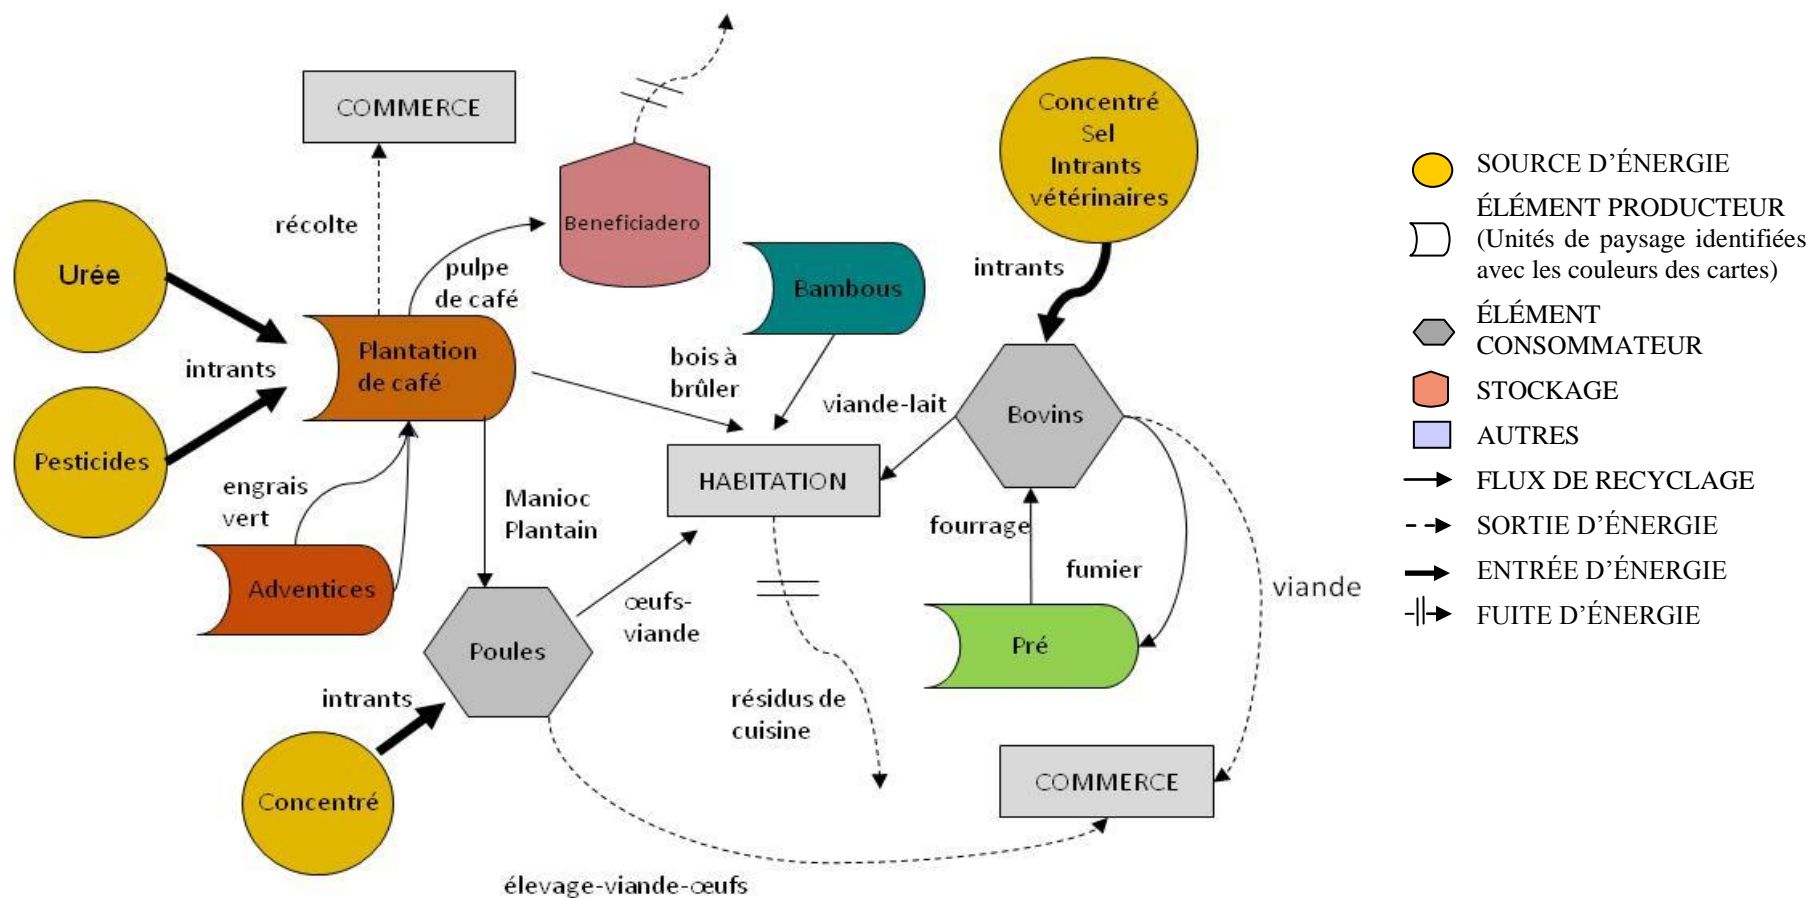 COMMERCE
Concentré
Sel
Intrants
vétérinaires
récolte
Beneficiadero
Urée
pulpe
de café
Bambous
intrants
intrants
Plantation
de café
bois à
brûler
viande-lait
Bovins
Pesticides
engrais
vert
Manioc
Plantain
HABITATION
fourrage
fumier
viande
Adventices
œufs-
viande
Poules
Pré
intrants
résidus de
cuisine
Concentré
COMMERCE
élevage-viande-œufs
SOURCE D’ÉNERGIE
ÉLÉMENT PRODUCTEUR
(Unités de paysage identifiées
avec les couleurs des cartes)
ÉLÉMENT
CONSOMMATEUR
STOCKAGE
AUTRES
FLUX DE RECYCLAGE
SORTIE D’ÉNERGIE
ENTRÉE D’ÉNERGIE
FUITE D’ÉNERGIE